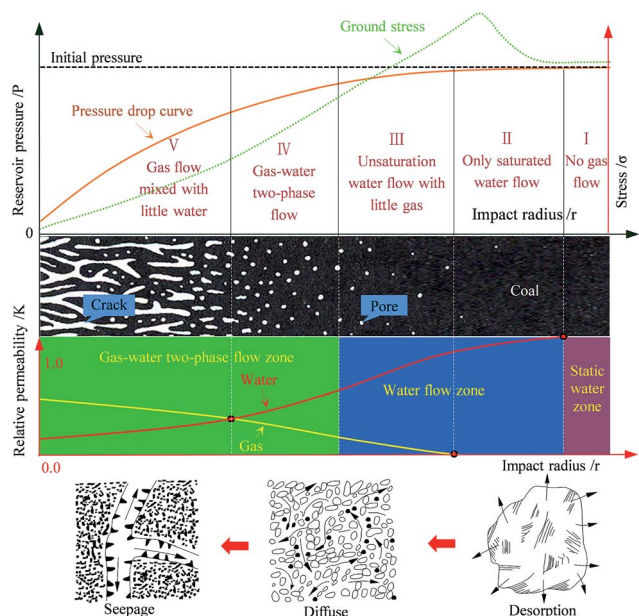 Ground stress
Initial pressure
Pressure drop curve
Reservoir pressure /P
Stress /σ
V
Gas flow
mixed with
little water
IV
Gas-water
two-phase
flow
III
Unsaturation
water flow with
little gas
II
Only saturated
water flow
I
No gas
flow
Impact radius /r
0
Crack
Pore
Coal
Relative permeability /K
1.0
Gas-water two-phase flow zone
Water
Gas
Water flow zone
Static
water
zone
0.0
Impact radius /r
Seepage
Diffuse
Desorption